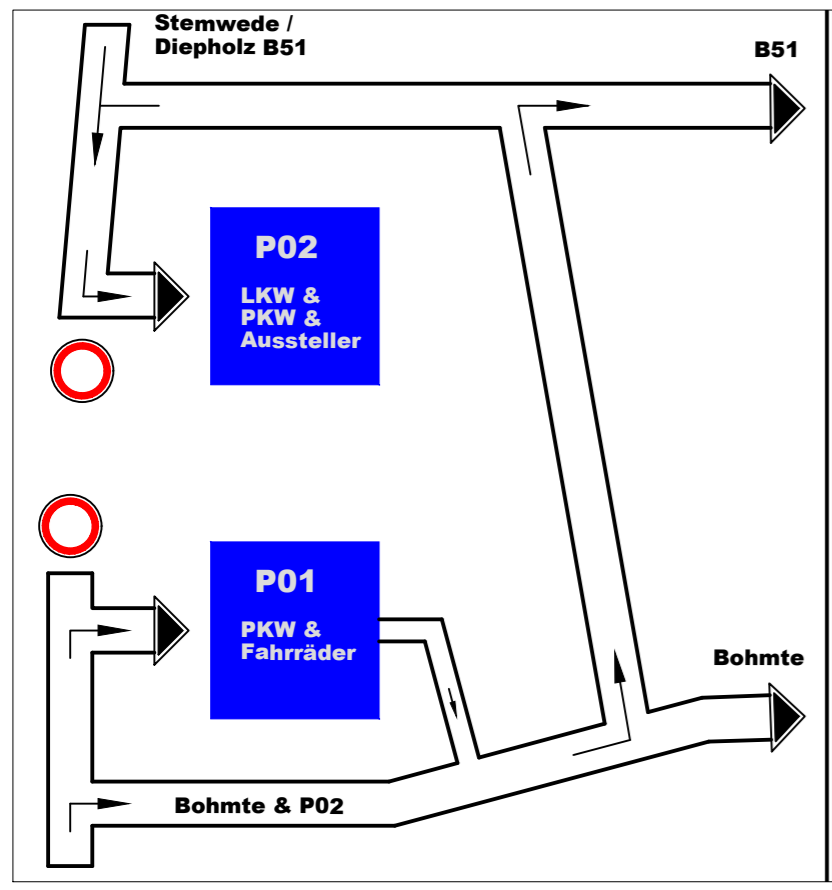 Stemwede /
Diepholz B51
B51
P02
LKW &
PKW &
Aussteller
P01
PKW &
Fahrräder
Bohmte
Bohmte & P02